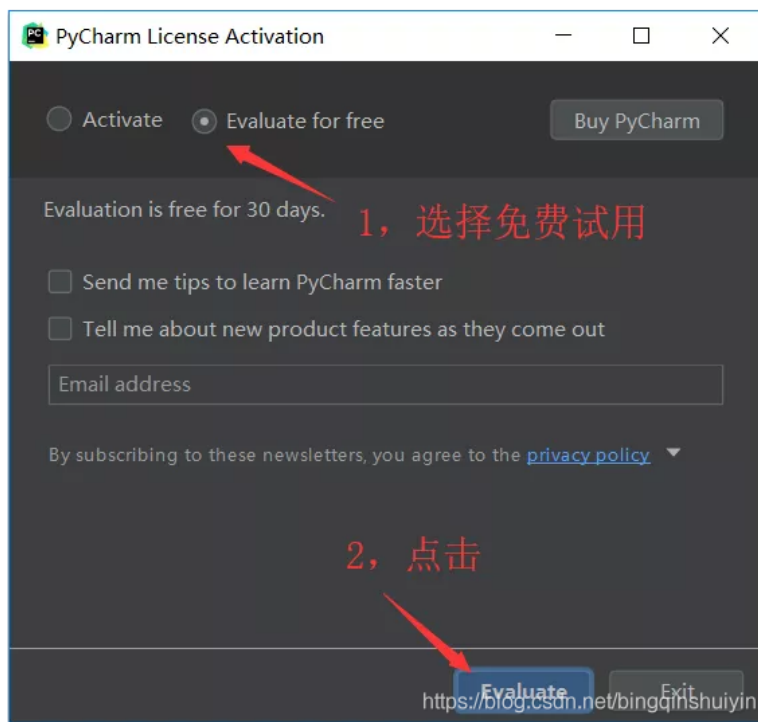 PC
PyCharm License Activation
Activate
Evaluate for free
Buy PyCharm
Evaluation is free for 30 days.
1，选择免费试用
Send me tips to learn PyCharm faster
Tell me about new product features as they come out
Email address
By subscribing to these newsletters, you agree to the privacy policy
2，点击
Evaluate
Exit
https://blog.csdn.net/bingqinshuiyin